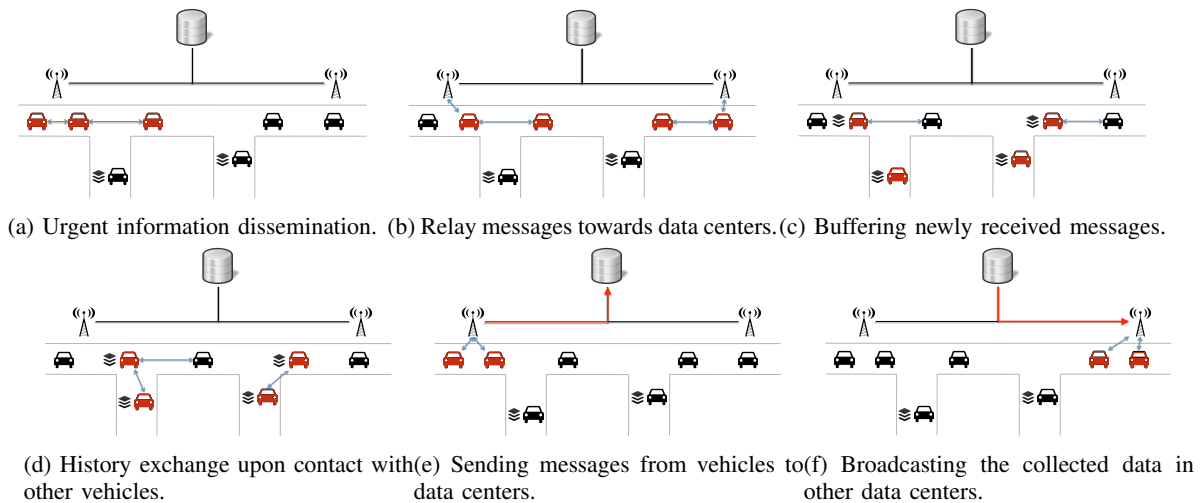 (a) Urgent information dissemination.
(b) Relay messages towards data centers.
(c) Buffering newly received messages.
(d) History exchange upon contact with
other vehicles.
(e) Sending messages from vehicles to
data centers.
(f) Broadcasting the collected data in
other data centers.